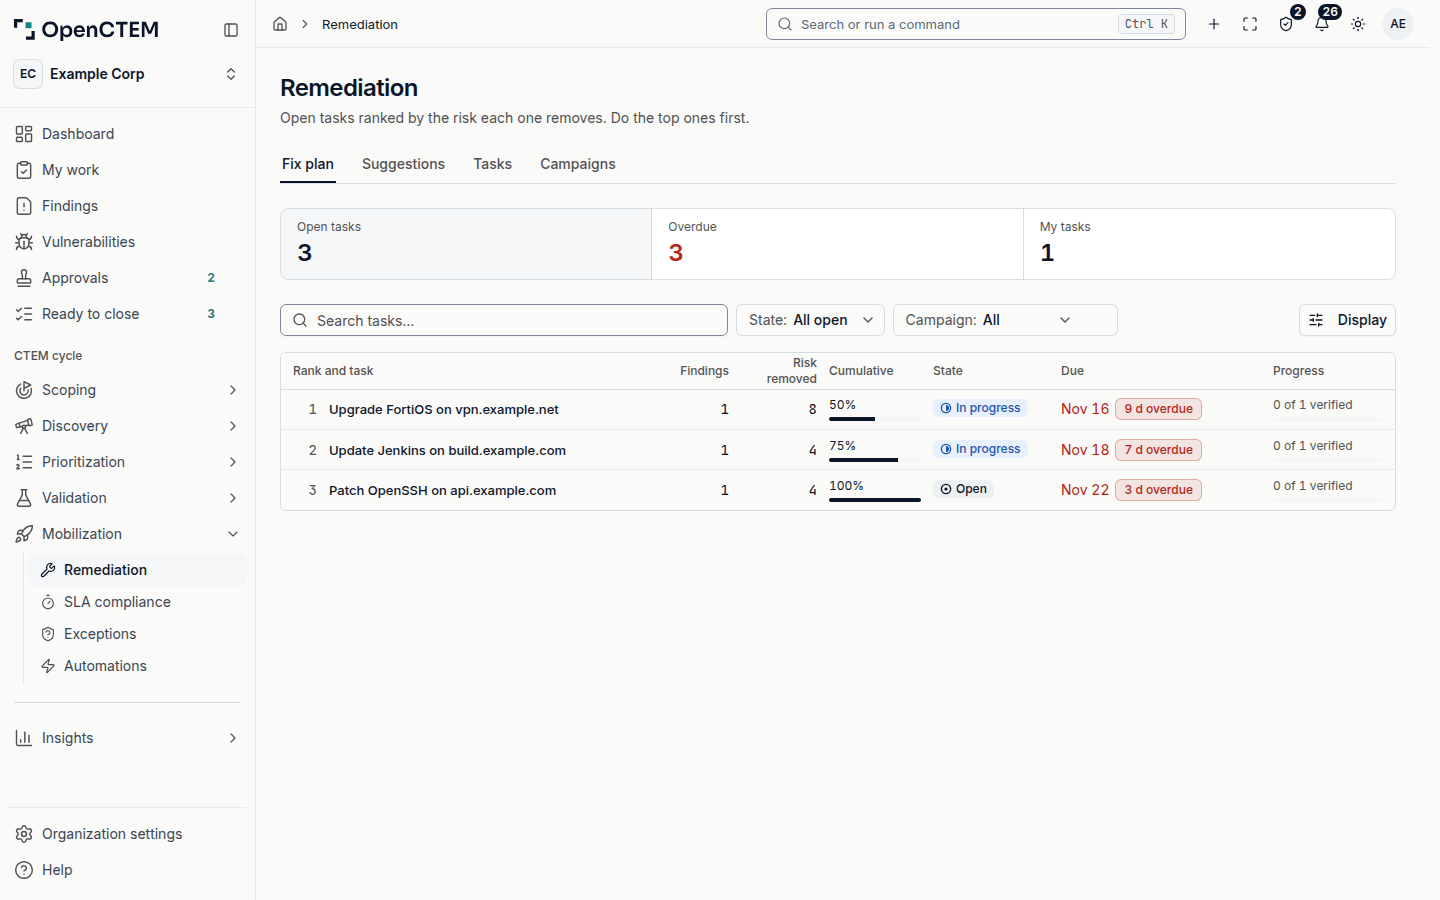 OpenCTEM
EC Example Corp
Dashboard
My work
Findings
Vulnerabilities
Approvals 2
Ready to close 3
CTEM cycle
Scoping
Discovery
Prioritization
Validation
Mobilization
Remediation
SLA compliance
Exceptions
Automations
Insights
Organization settings
Help
Remediation
Search or run a command Ctrl K
2
26
AE
Remediation
Open tasks ranked by the risk each one removes. Do the top ones first.
Fix plan Suggestions Tasks Campaigns
Open tasks
3
Overdue
3
My tasks
1
Search tasks...
State: All open
Campaign: All
Display
Rank and task Findings Risk removed Cumulative State Due Progress
1 Upgrade FortiOS on vpn.example.net 1 8 50% In progress Nov 16 9 d overdue 0 of 1 verified
2 Update Jenkins on build.example.com 1 4 75% In progress Nov 18 7 d overdue 0 of 1 verified
3 Patch OpenSSH on api.example.com 1 4 100% Open Nov 22 3 d overdue 0 of 1 verified